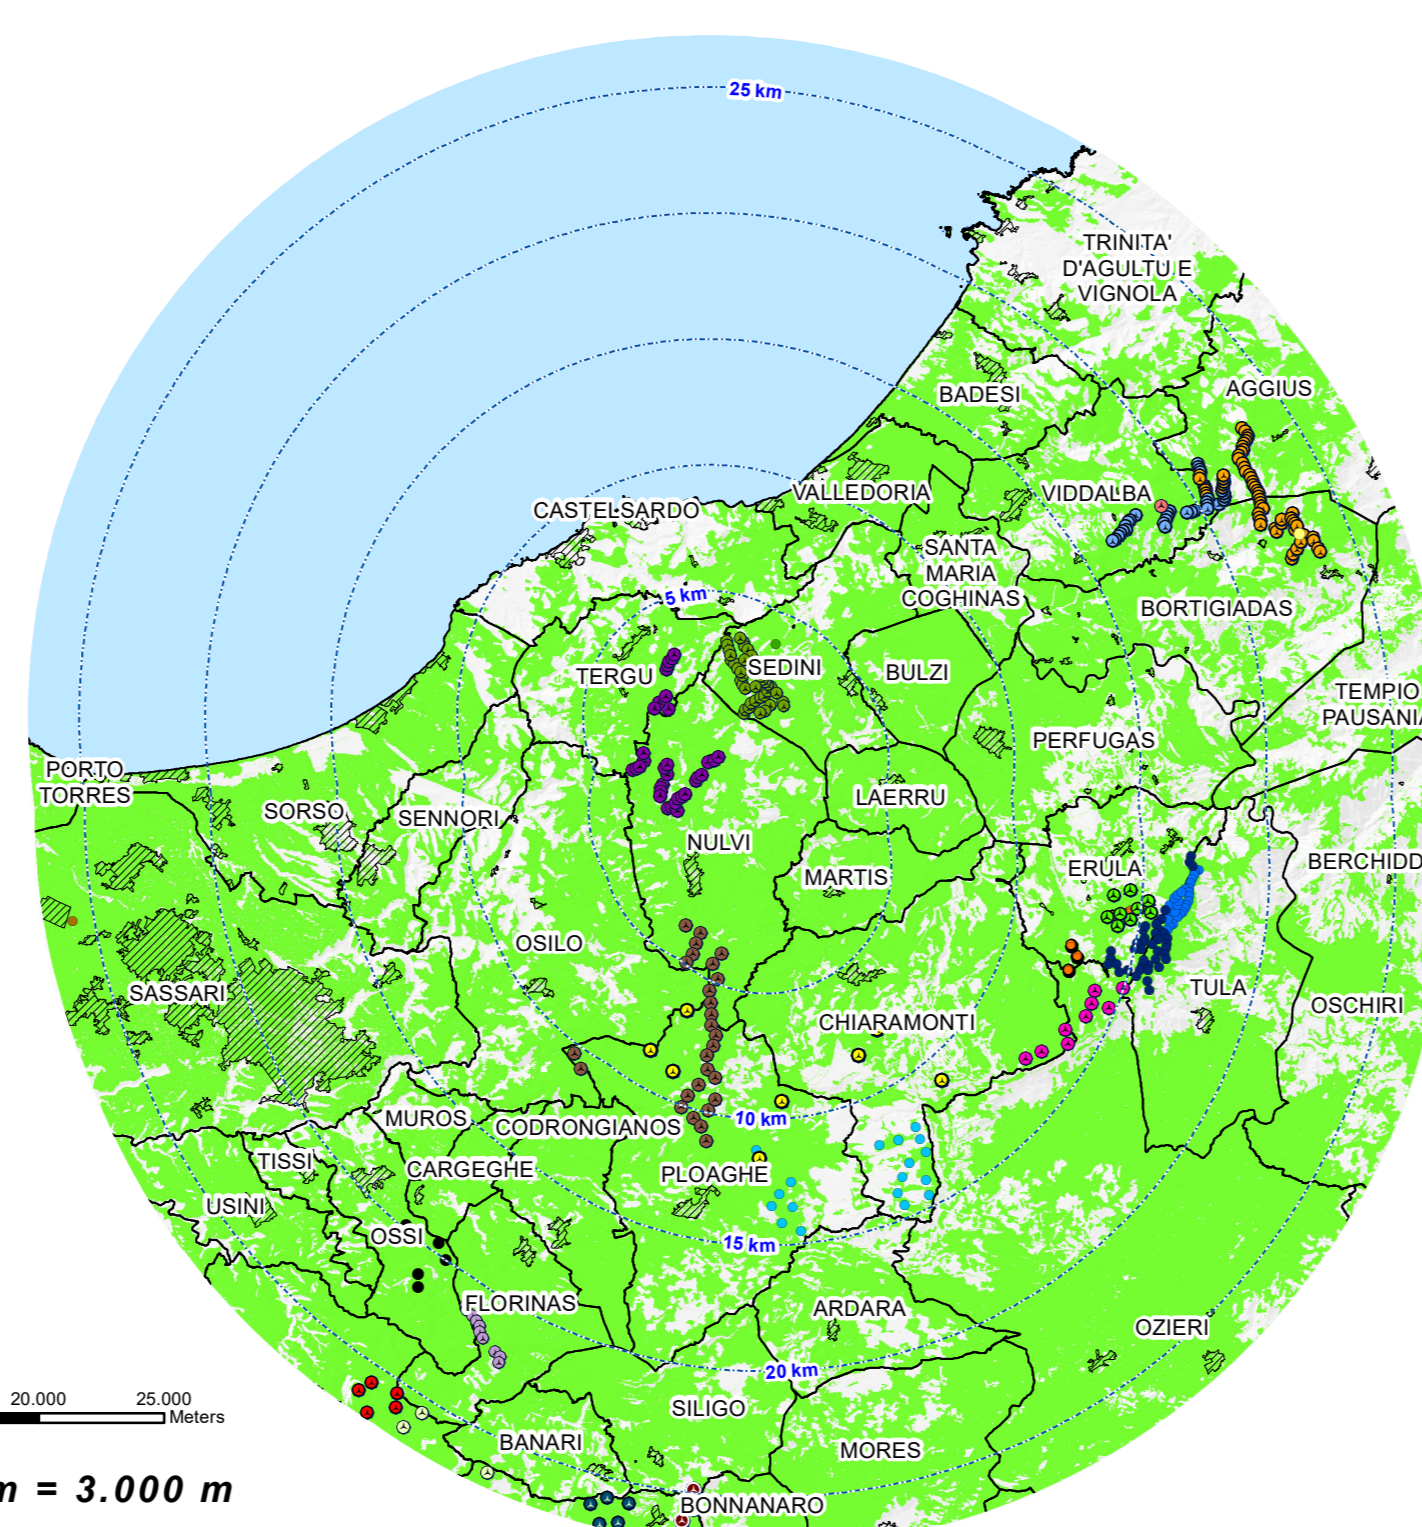 25 km
TRINITA'
D'AGULTU E
VIGNOLA
AGGIUS
BADESI
VALLEDORIA
VIDDALBA
CASTELSARDO
SANTA
MARIA
COGHINAS
5 km
BORTIGIADAS
TERGU
SEDINI
BULZI
TEMPIO
PAUSANIA
PERFUGAS
PORTO
TORRES
SORSO
SENNORI
LAERRU
NULVI
MARTIS
ERULA
BERCHIDD
OSILO
SASSARI
TULA
OSCHIRI
CHIARAMONTI
MUROS
CODRONGIANOS
10 km
TISSI
CARGEGHE
PLOAGHE
USINI
OSSI
15 km
FLORINAS
ARDARA
OZIERI
20 km
20.000
25.000
Meters
SILIGO
BANARI
MORES
m = 3.000 m
BONNANARO